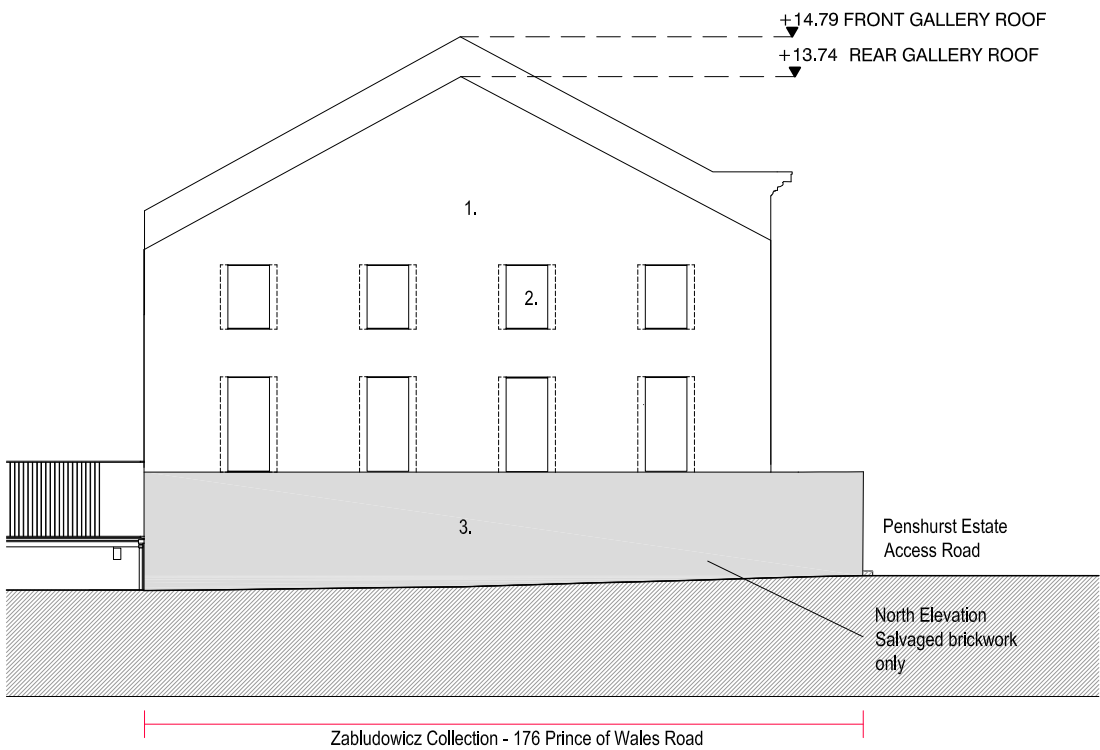 +14.79 FRONT GALLERY ROOF
+13.74 REAR GALLERY ROOF
1.
2.
3.
Penshurst Estate
Access Road
North Elevation
Salvaged brickwork
only
Zabludowicz Collection - 176 Prince of Wales Road